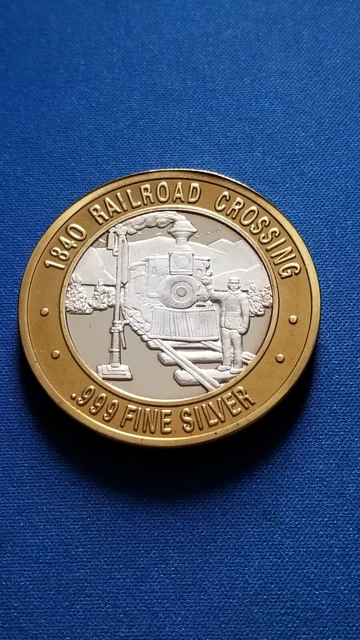 1840 RAILROAD CROSSING
.999 FINE SILVER